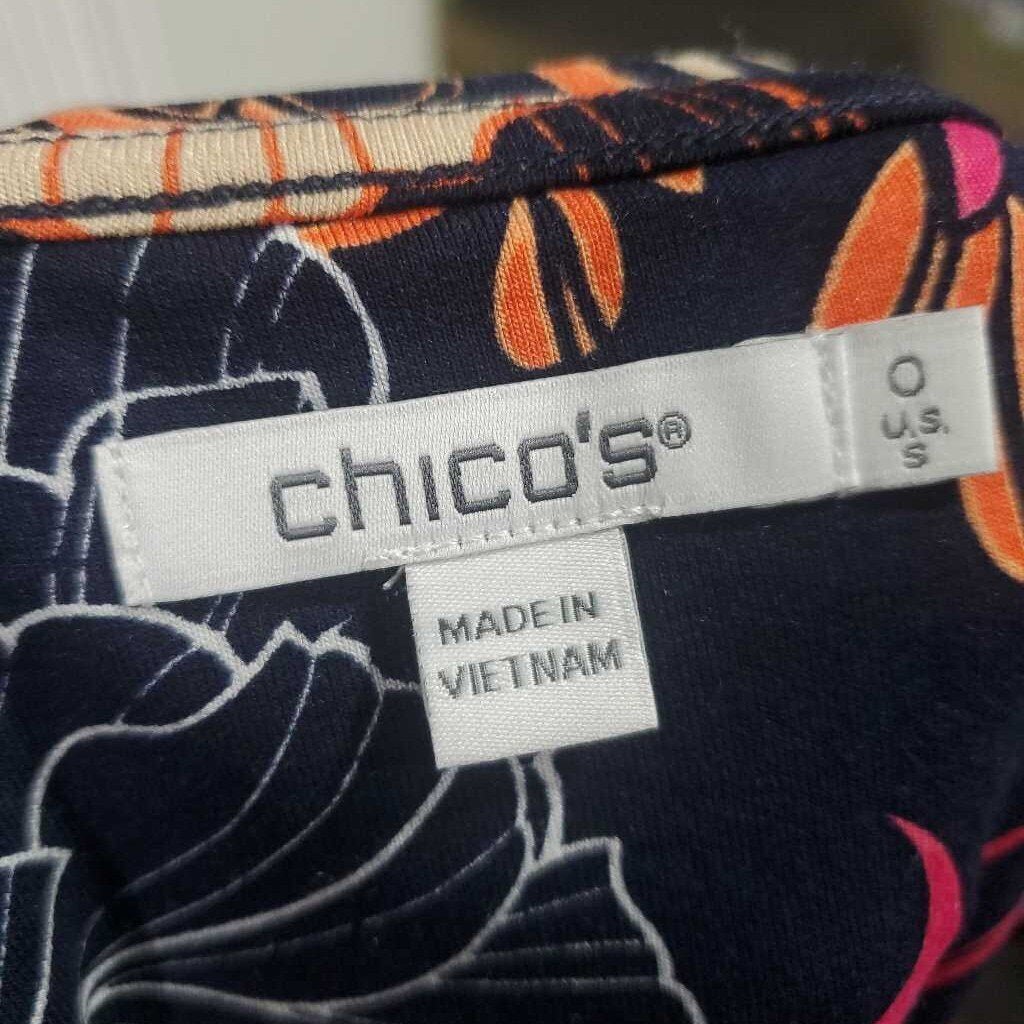 chico's®
0
U.S.
S
MADE IN
VIETNAM